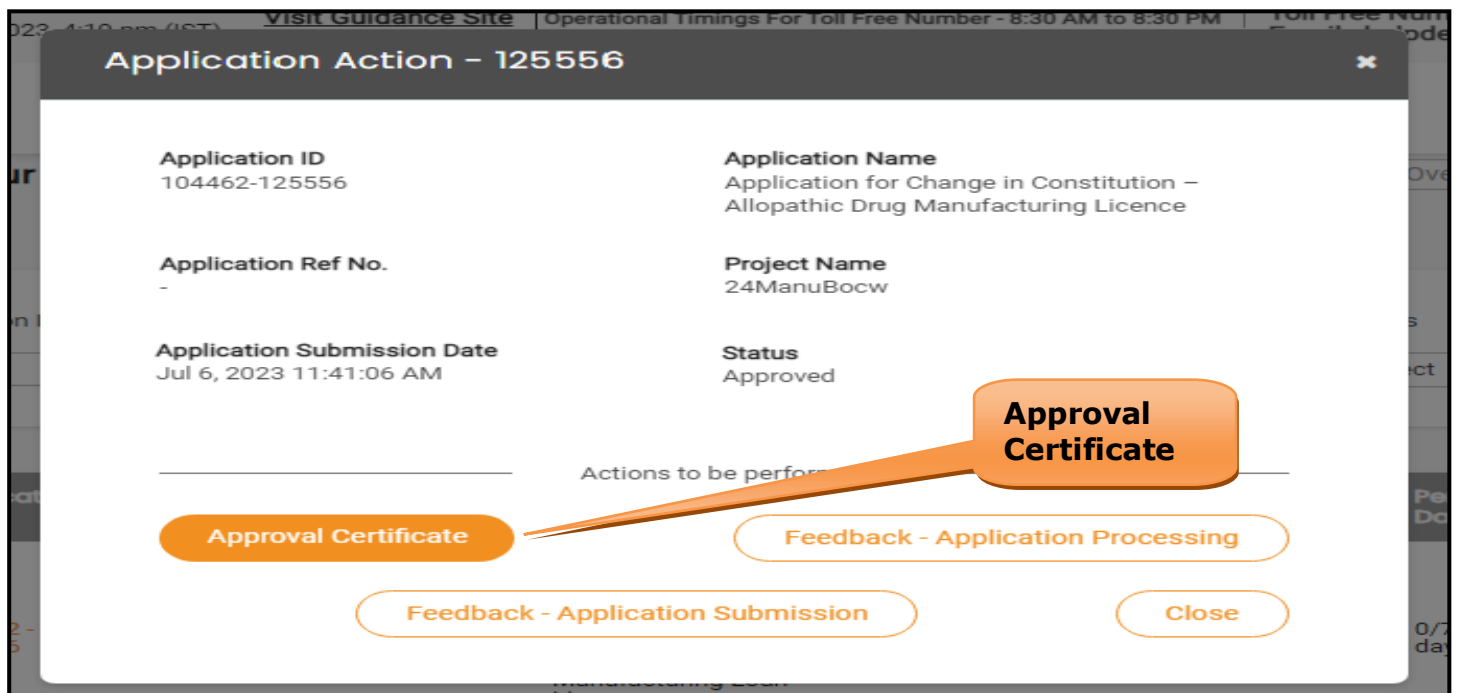 Visit Guidance Site
Operational Timings For Toll Free Number - 8:30 AM to 8:30 PM
Application Action - 125556
Application ID
104462-125556
Application Name
Application for Change in Constitution –
Allopathic Drug Manufacturing Licence
Application Ref No.
-
Project Name
24ManuBocw
Application Submission Date
Jul 6, 2023 11:41:06 AM
Status
Approved
Approval
Certificate
Actions to be
Approval Certificate
Feedback - Application Processing
Feedback - Application Submission
Close